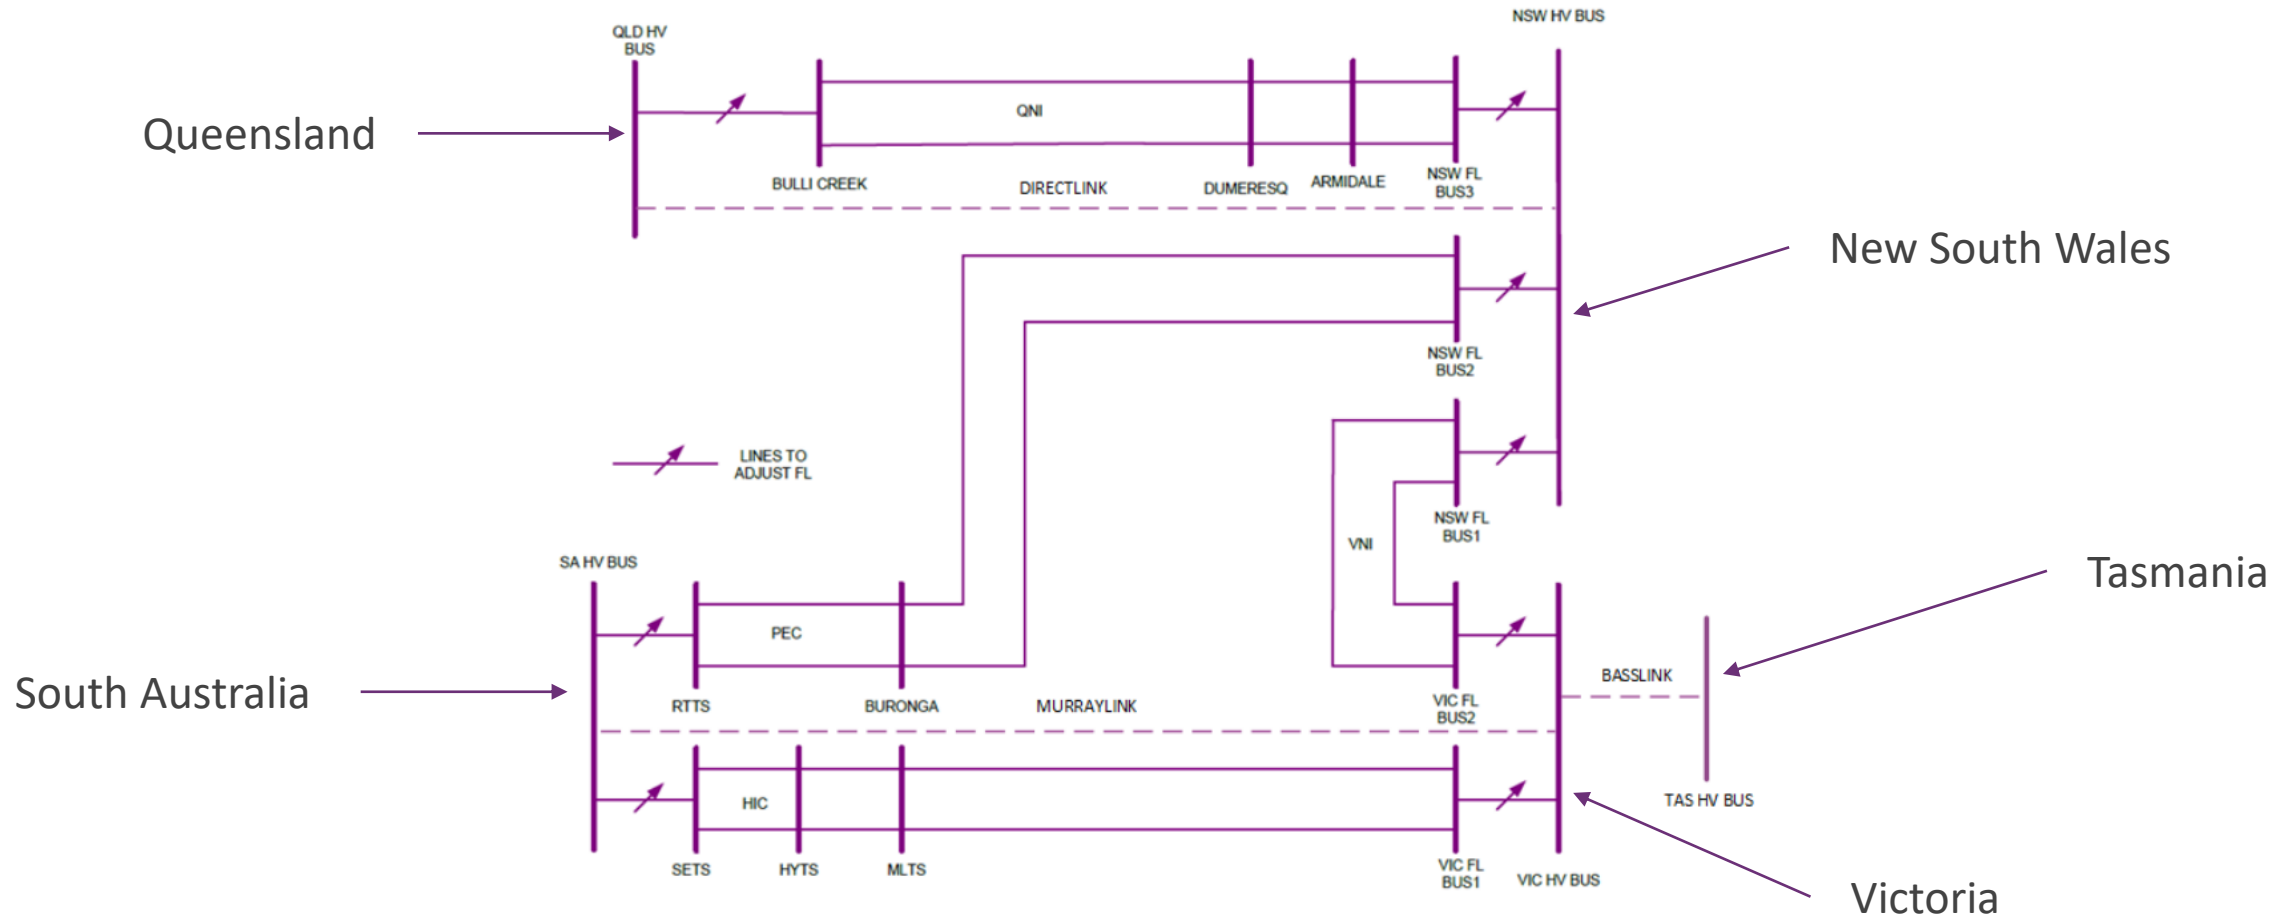 NSW HV BUS
QLD HV
BUS
Queensland
QNI
BULLI CREEK
DIRECTLINK
DUMERESQ
ARMIDALE
NSW FL
BUS3
New South Wales
NSW FL
BUS2
LINES TO
ADJUST FL
NSW FL
BUS1
VNI
SA HV BUS
Tasmania
PEC
South Australia
RTTS
BURONGA
MURRAYLINK
VIC FL
BUS2
BASSLINK
TAS HV BUS
HIC
SETS
HYTS
MLTS
VIC FL
BUS1
VIC HV BUS
Victoria